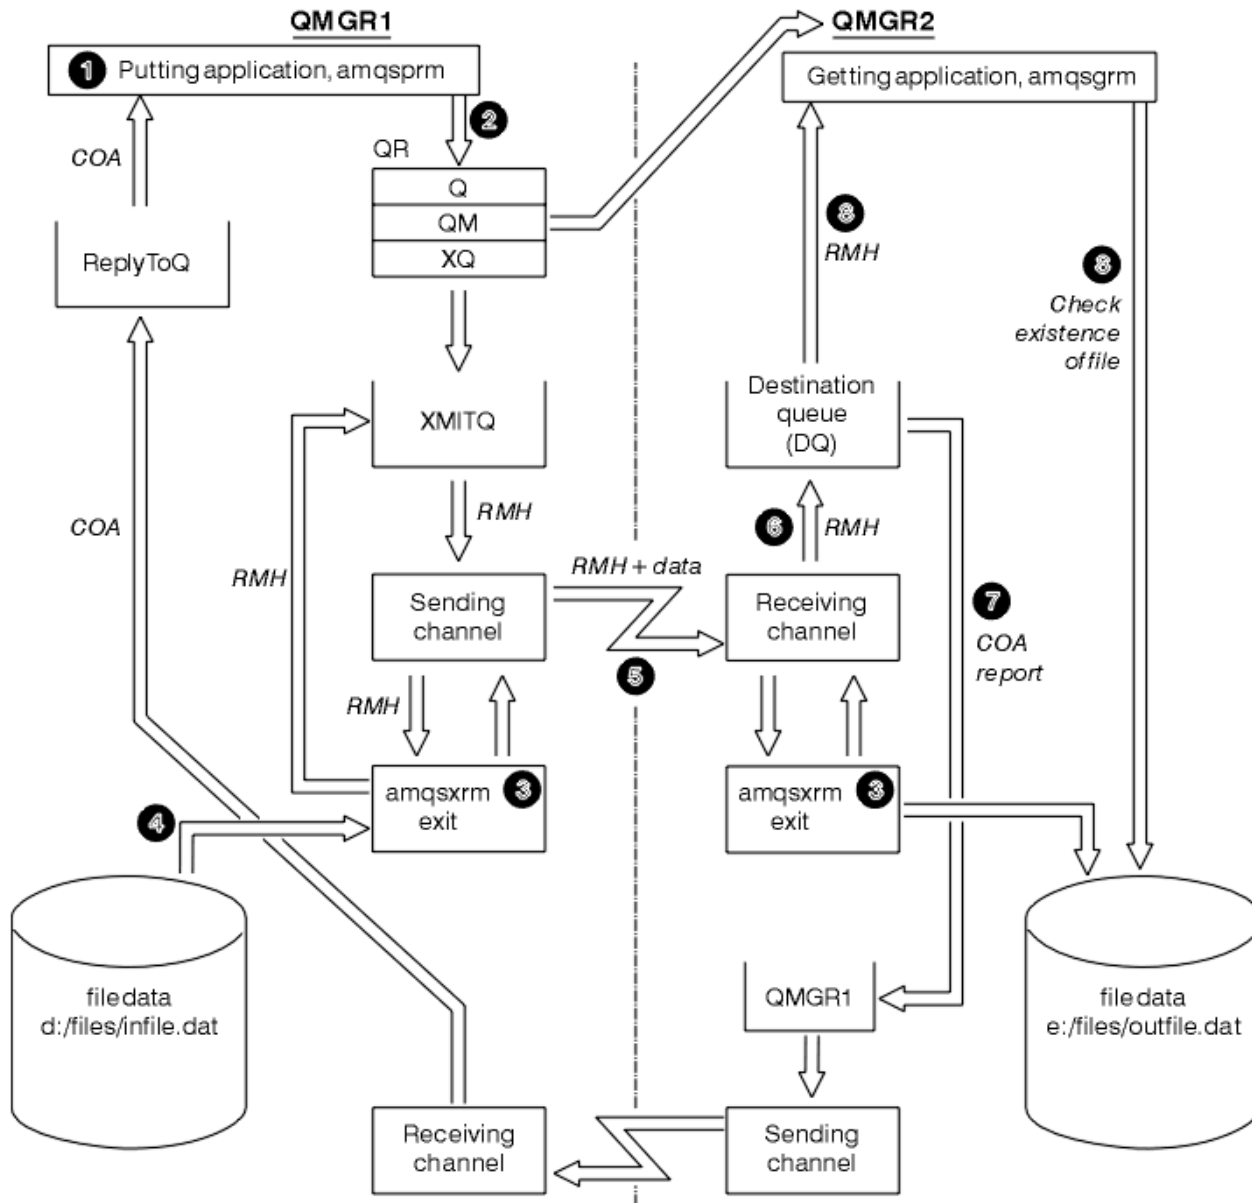 QMGR1
QMGR2
1 Putting application, amqsprm
Getting application, amqsgrm
2
COA
QR
Q
QM
XQ
ReplyToQ
8
RMH
8
Check
existence
of file
XMITQ
Destination
queue
(DQ)
COA
RMH
RMH
6
RMH
RMH + data
Sending
channel
Receiving
channel
7
COA
report
5
RMH
amqsxrm
exit
3
amqsxrm
exit
3
4
file data
d:/files/infile.dat
QMGR1
file data
e:/files/outfile.dat
Receiving
channel
Sending
channel